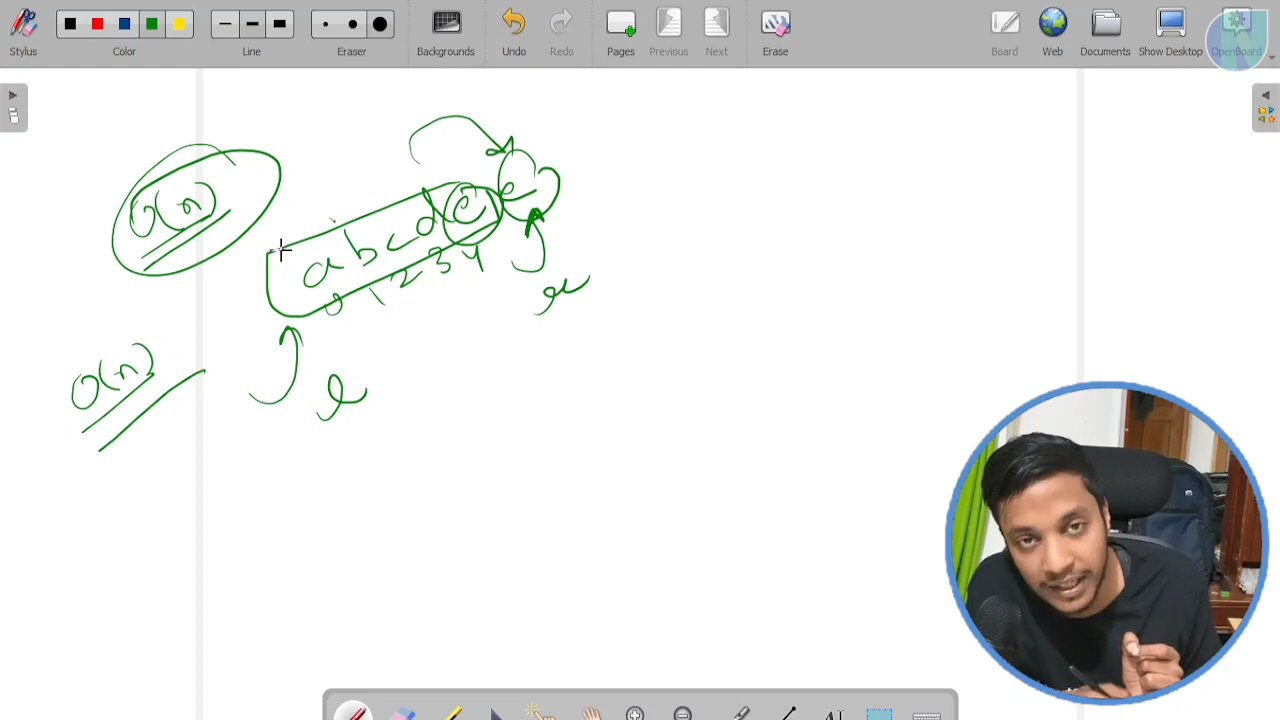 Stylus
Color
Line
Eraser
Backgrounds
Undo
Redo
Pages
Previous
Next
Erase
Board
Web
Documents
Show Desktop
OpenBoard
O(n)
a b c d e e
0 1 2 3 4
O(n)